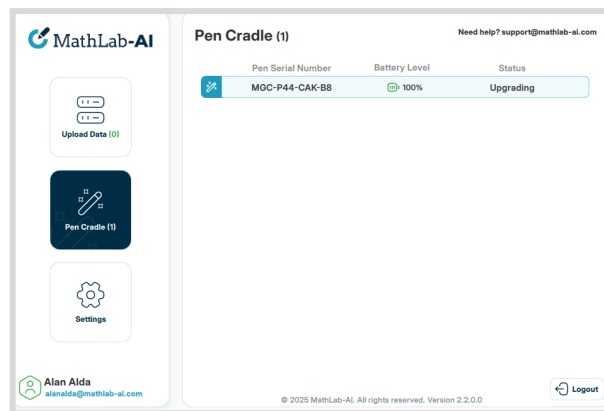 MathLab-AI
Upload Data (0)
Pen Cradle (1)
Settings
Alan Alda
alanalda@mathlab-ai.com
Pen Cradle (1)
Need help? support@mathlab-ai.com
Pen Serial Number Battery Level Status
MGC-P44-CAK-B8 100% Upgrading
Logout
© 2025 MathLab-AI. All rights reserved. Version 2.2.0.0